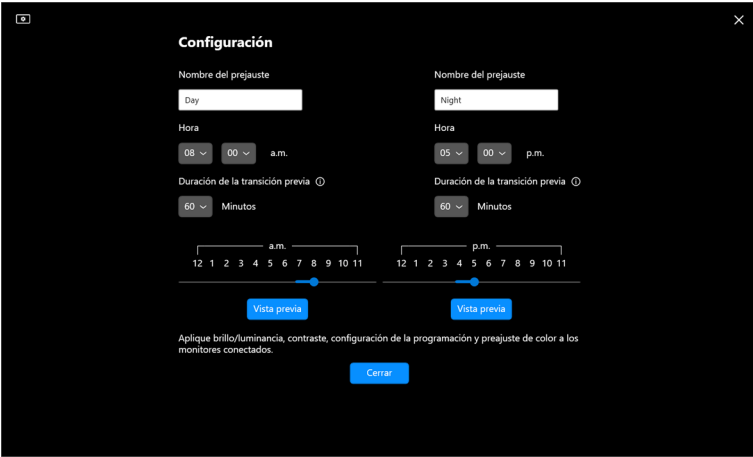 Configuración
Nombre del prejauste
Nombre del prejauste
Day
Night
Hora
Hora
08 00 a.m.
05 00 p.m.
Duración de la transición previa
Duración de la transición previa
60 Minutos
60 Minutos
a.m.
p.m.
12 1 2 3 4 5 6 7 8 9 10 11
12 1 2 3 4 5 6 7 8 9 10 11
Vista previa
Vista previa
Aplique brillo/luminancia, contraste, configuración de la programación y preajuste de color a los
monitores conectados.
Cerrar